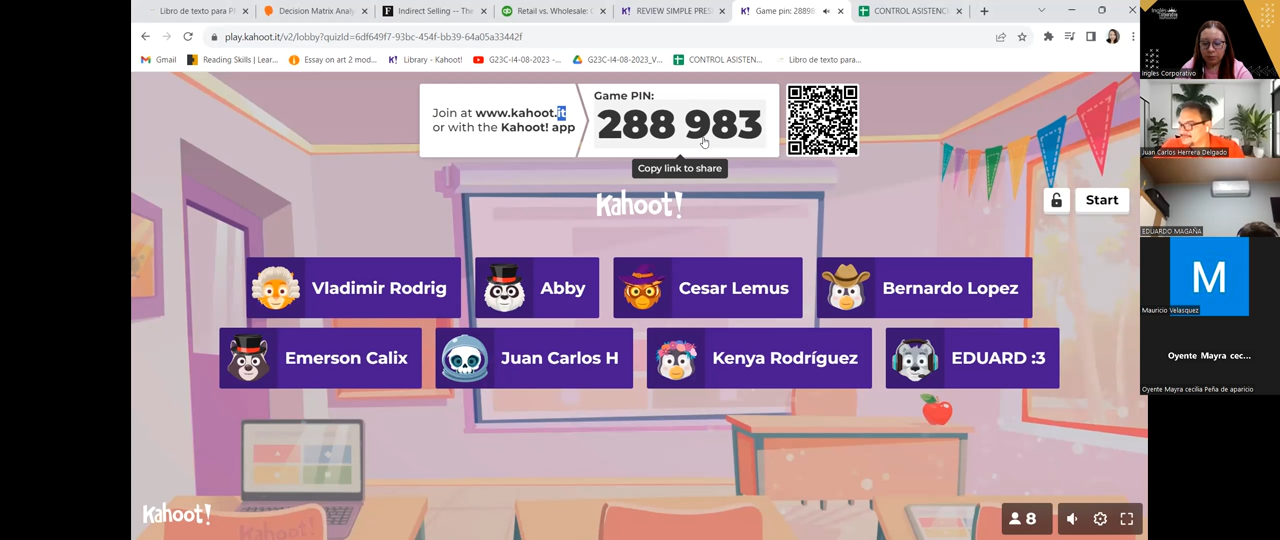 Libro de texto para P
Decision Matrix Anal
Indirect Selling -- The
Retail vs. Wholesale: C
K! REVIEW SIMPLE PRES
K! Game pin: 28898
CONTROL ASISTENC
play.kahoot.it/v2/lobby?quizId=6df649f7-93bc-454f-bb39-64a05a33442f
Gmail
Reading Skills | Lear...
Essay on art 2 mod...
K! Library - Kahoot!
G23C-I4-08-2023 -...
G23C-I4-08-2023_V...
CONTROL ASISTEN...
Libro de texto para...
Join at www.kahoot.it
or with the Kahoot! app
Game PIN:
288 983
Copy link to share
Kahoot!
Start
Vladimir Rodrig
Abby
Cesar Lemus
Bernardo Lopez
Emerson Calix
Juan Carlos H
Kenya Rodríguez
EDUARD :3
Kahoot!
8
Inglés Corporativo
Juan Carlos Herrera Delgado
EDUARDO MAGAÑA
M
Mauricio Velasquez
Oyente Mayra cec...
Oyente Mayra cecilia Peña de aparicio